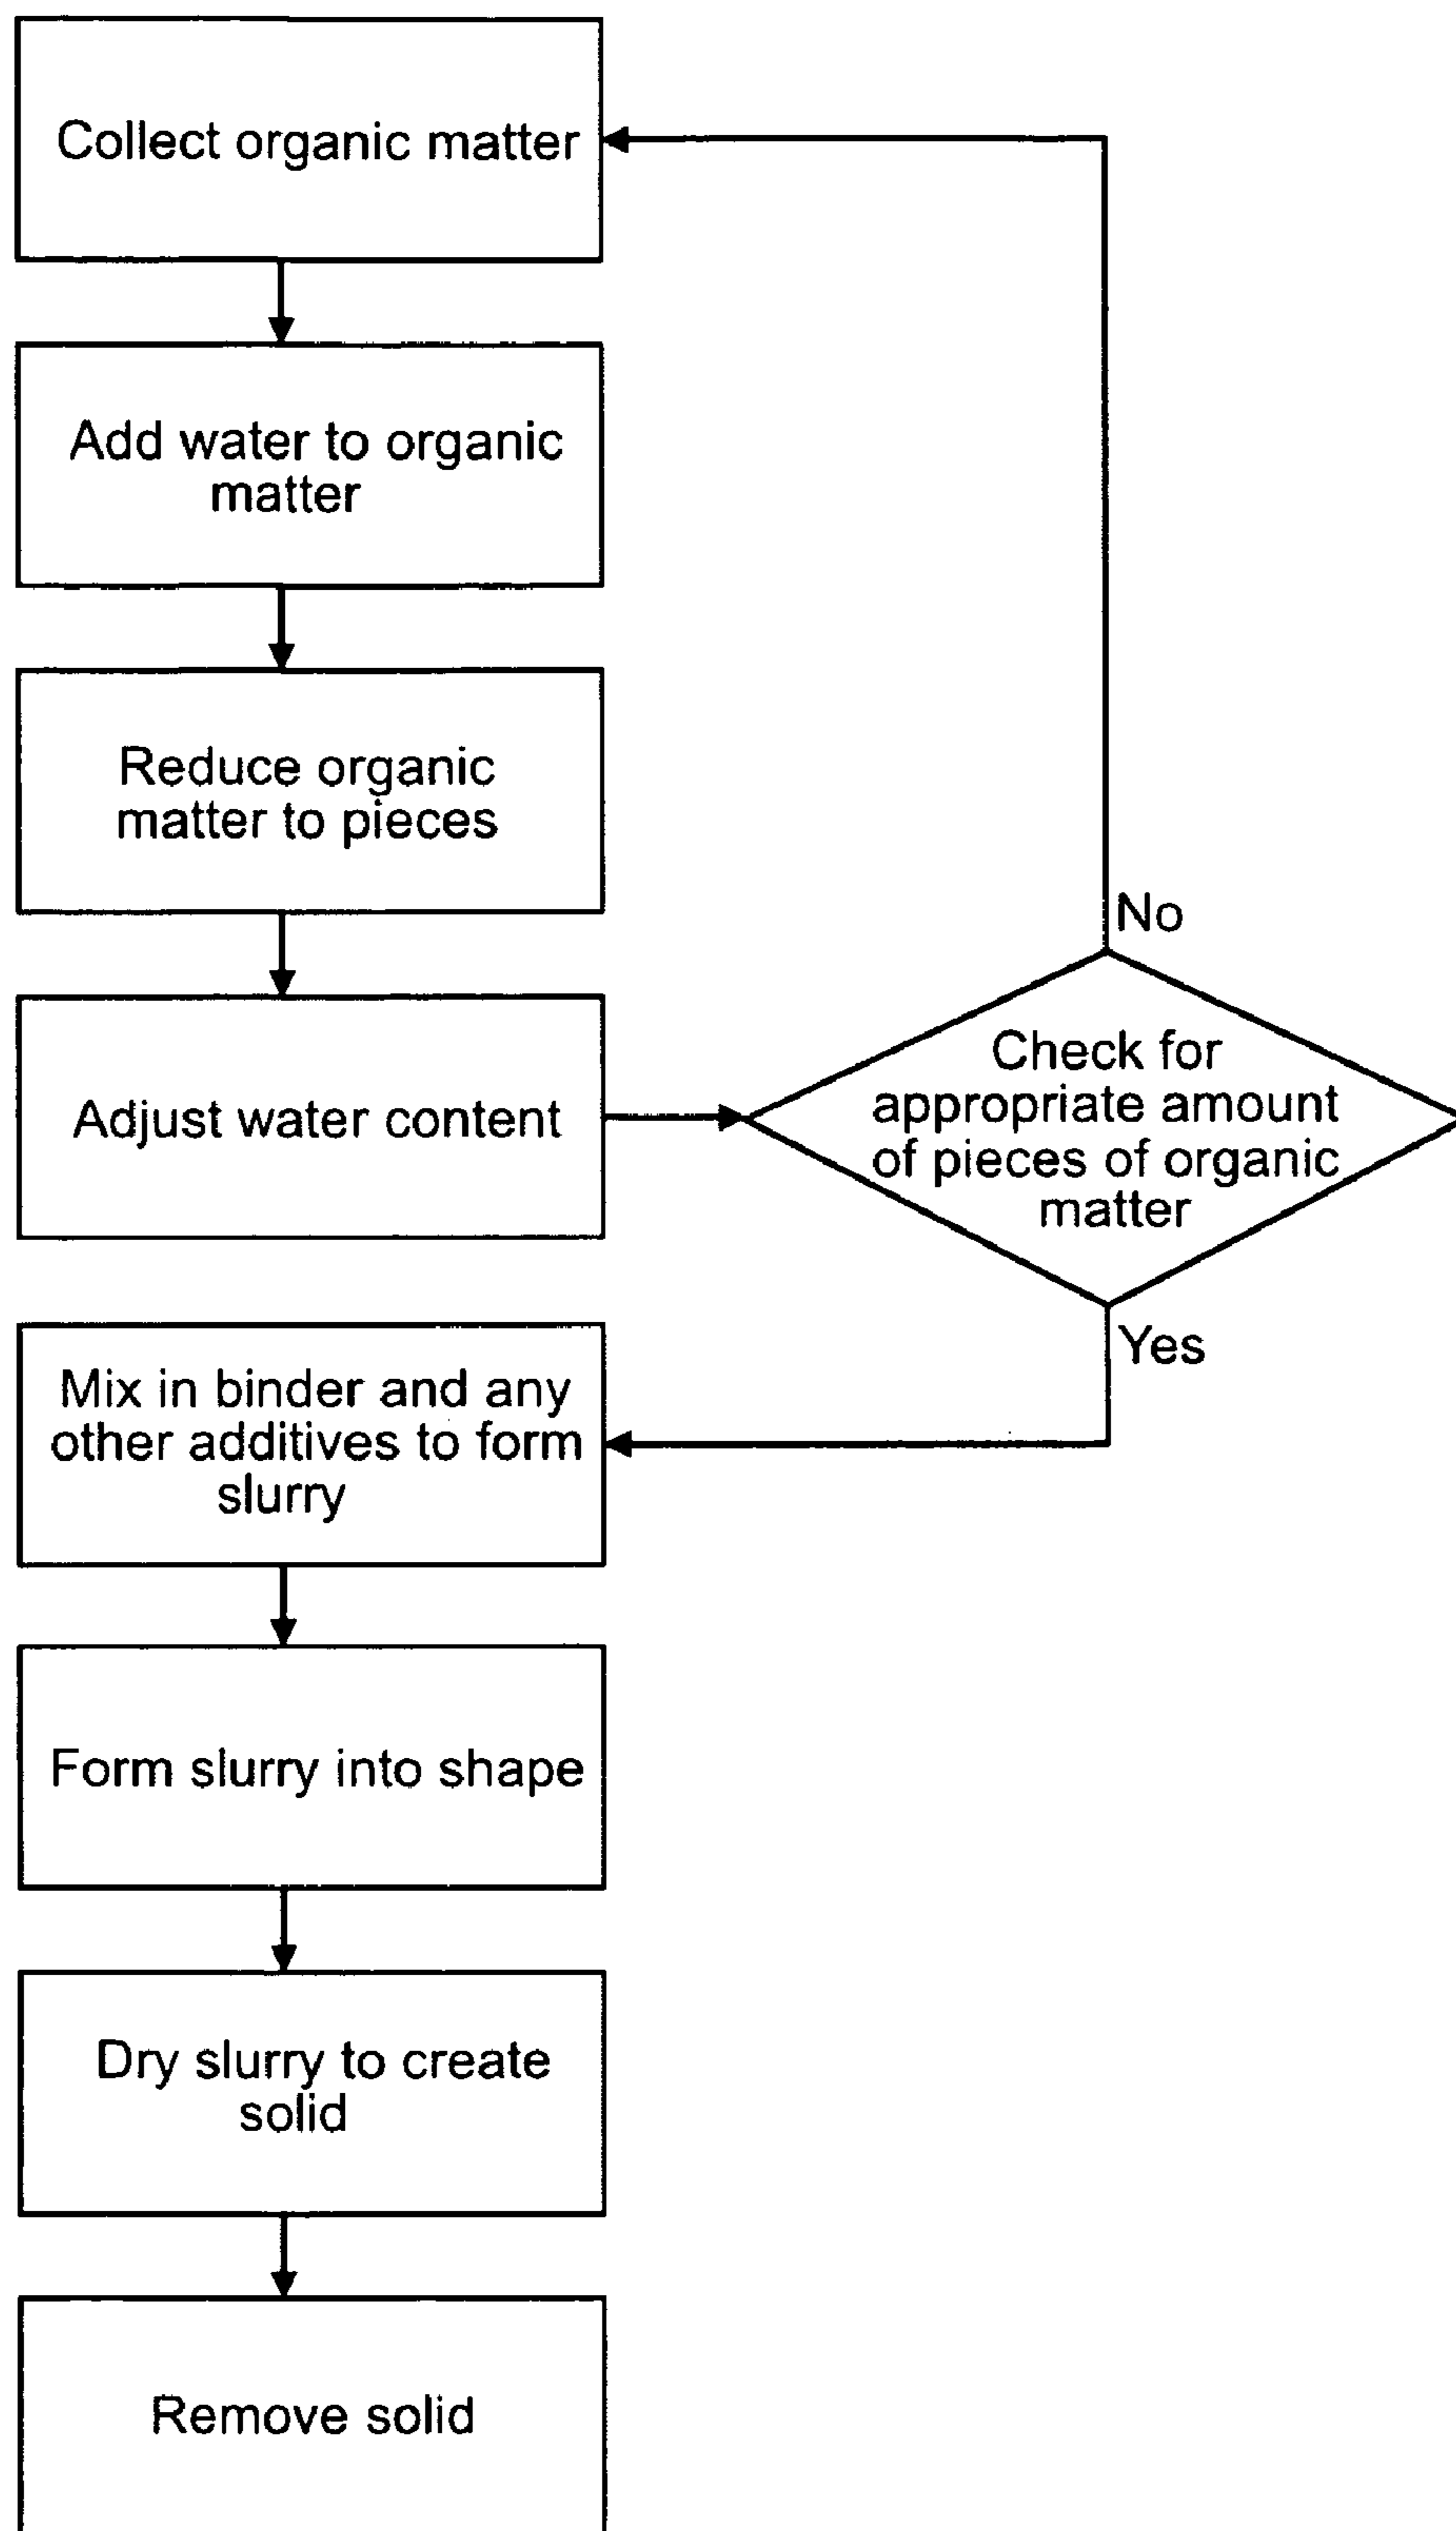 Collect organic matter
Add water to organic
matter
Reduce organic
matter to pieces
No
Check for
appropriate amount
of pieces of organic
matter
Adjust water content
Yes
Mix in binder and any
other additives to form
slurry
Form slurry into shape
Dry slurry to create
solid
Remove solid